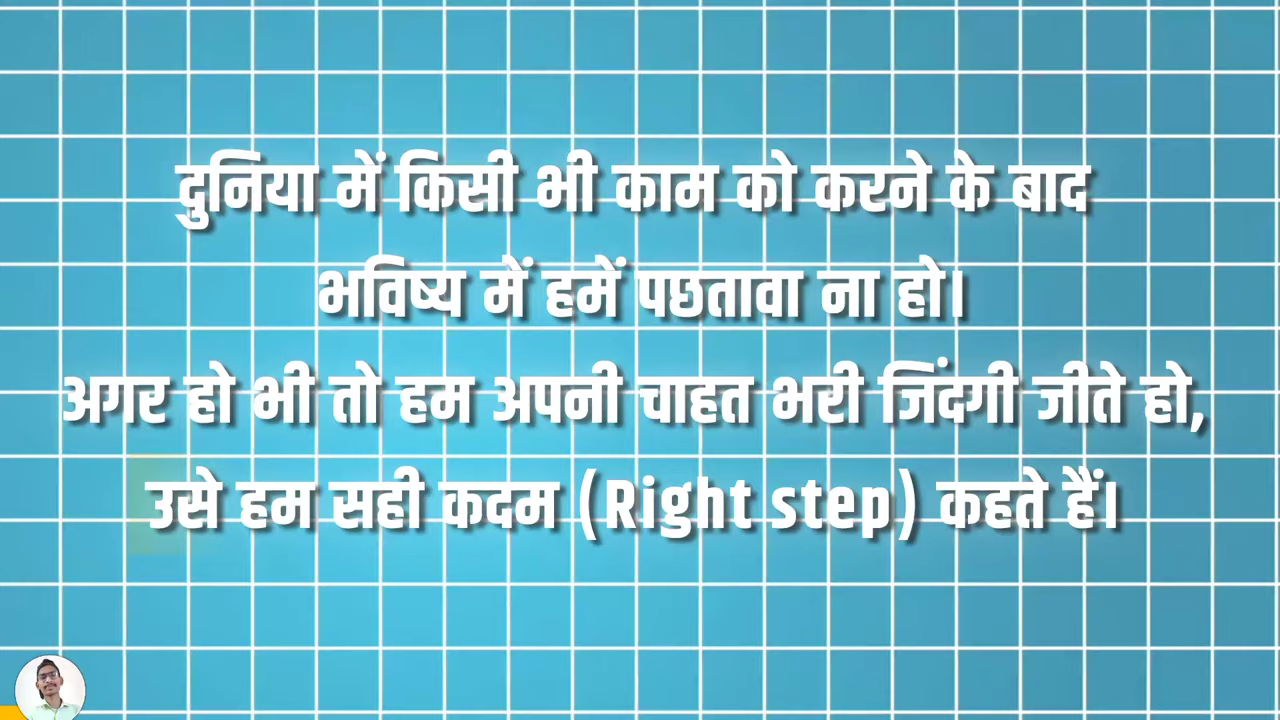 दुनिया में किसी भी काम को करने के बाद
भविष्य में हमें पछतावा ना हो।
अगर हो भी तो हम अपनी चाहत भरी जिंदगी जीते हो,
उसे हम सही कदम (Right step) कहते हैं।